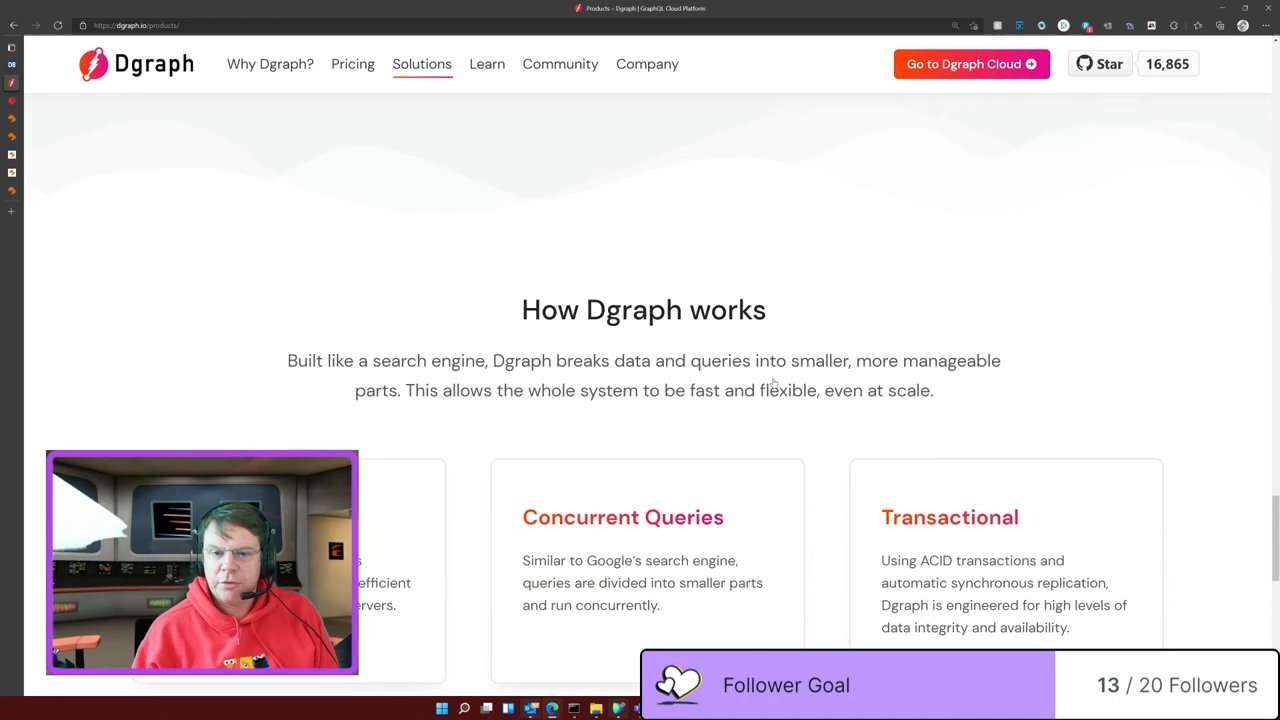 Products – Dgraph | GraphQL Cloud Platform
https://dgraph.io/products/
Dgraph
Why Dgraph?
Pricing
Solutions
Learn
Community
Company
Go to Dgraph Cloud
Star
16,865
How Dgraph works
Built like a search engine, Dgraph breaks data and queries into smaller, more manageable
parts. This allows the whole system to be fast and flexible, even at scale.
efficient
Concurrent Queries
Similar to Google’s search engine,
queries are divided into smaller parts
and run concurrently.
Transactional
Using ACID transactions and
automatic synchronous replication,
Dgraph is engineered for high levels of
data integrity and availability.
Follower Goal
13 / 20 Followers